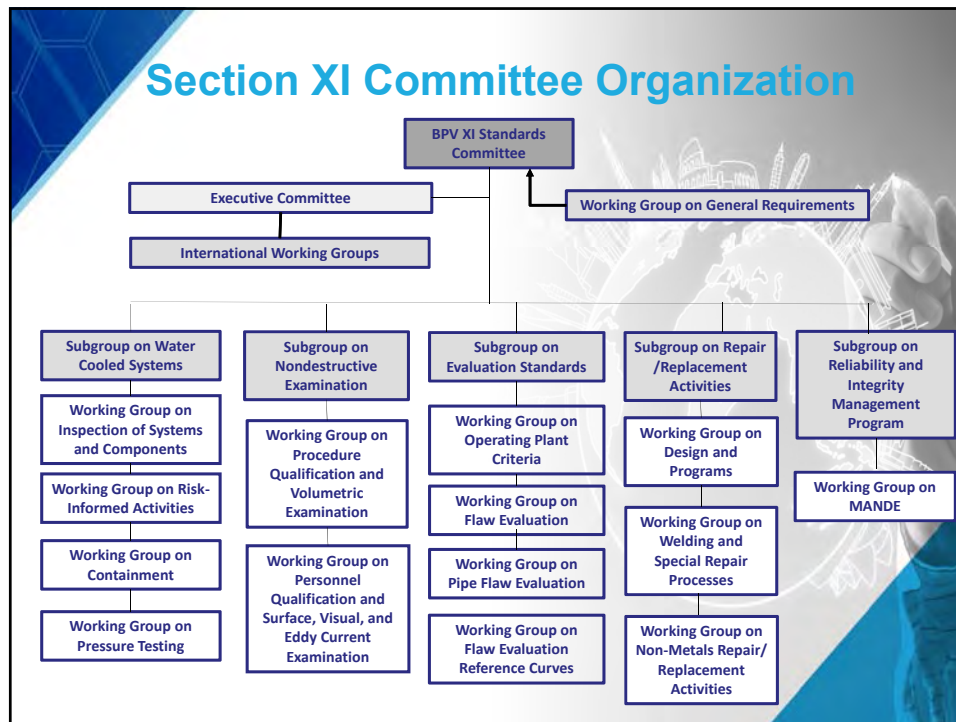 Section XI Committee Organization
BPV XI Standards
Committee
Executive Committee
Working Group on General Requirements
International Working Groups
Subgroup on Water
Cooled Systems
Working Group on
Inspection of Systems
and Components
Working Group on Risk-
Informed Activities
Working Group on
Containment
Working Group on
Pressure Testing
Subgroup on
Nondestructive
Examination
Working Group on
Procedure
Qualification and
Volumetric
Examination
Working Group on
Personnel
Qualification and
Surface, Visual, and
Eddy Current
Examination
Subgroup on
Evaluation Standards
Working Group on
Operating Plant
Criteria
Working Group on
Flaw Evaluation
Working Group on
Pipe Flaw Evaluation
Working Group on
Flaw Evaluation
Reference Curves
Subgroup on Repair
/Replacement
Activities
Working Group on
Design and
Programs
Working Group on
Welding and
Special Repair
Processes
Working Group on
Non-Metals Repair/
Replacement
Activities
Subgroup on
Reliability and
Integrity
Management
Program
Working Group on
MANDE